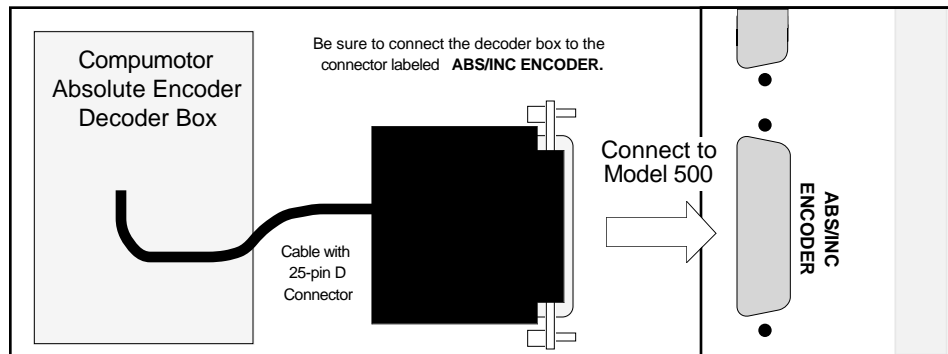 Compumotor
Absolute Encoder
Decoder Box
Be sure to connect the decoder box to the
connector labeled ABS/INC ENCODER.
Cable with
25-pin D
Connector
Connect to
Model 500
ABS/INC
ENCODER